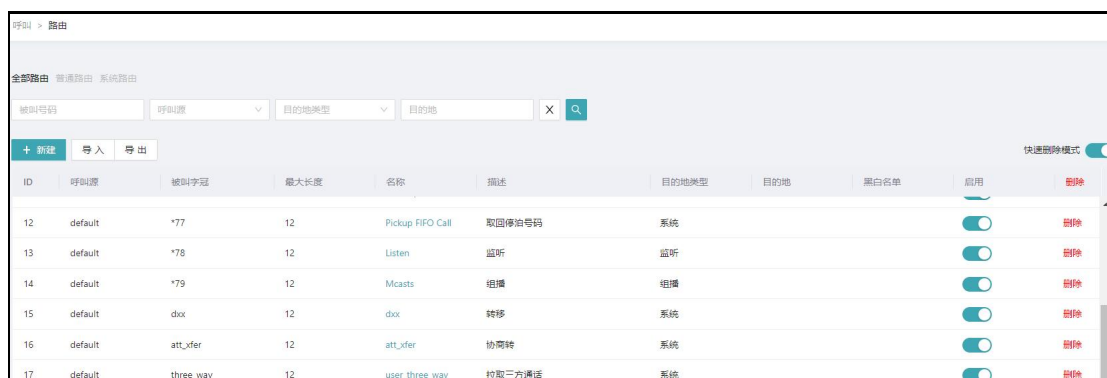 呼叫 > 路由
全部路由 普通路由 系统路由
被叫号码 呼叫源 目的地类型 目的地 X
+ 新建 导入 导出 快速删除模式
ID 呼叫源 被叫字冠 最大长度 名称 描述 目的地类型 目的地 黑白名单 启用 删除
12 default *77 12 Pickup FIFO Call 取回停泊号码 系统 删除
13 default *78 12 Listen 监听 监听 删除
14 default *79 12 Mcasts 组播 组播 删除
15 default dxx 12 dxx 转移 系统 删除
16 default att_xfer 12 att_xfer 协商转 系统 删除
17 default three_way 12 user_three_way 拉取三方通话 系统 删除